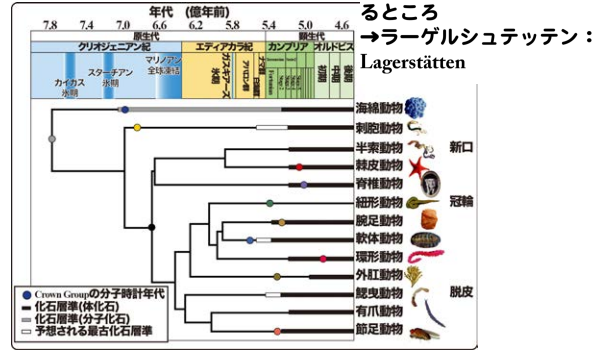 るところ
→ラーゲルシュテッテン：
Lagerstätten
年代　(億年前)
7.8 7.4 7.0 6.6 6.2 5.8 5.4 5.0 4.6
原生代 顕生代
クリオジェニアン紀 エディアカラ紀 カンブリア オルドビス
カイガス氷期
スターチアン氷期
マリノアン全球凍結
ガスキアーズ氷期
海綿動物
刺胞動物
半索動物 新口
棘皮動物
脊椎動物
紐形動物 冠輪
腕足動物
軟体動物
環形動物
外肛動物
鰓曳動物 脱皮
有爪動物
節足動物
Crown Groupの分子時計年代
化石層準(体化石)
化石層準(分子化石)
予想される最古化石層準